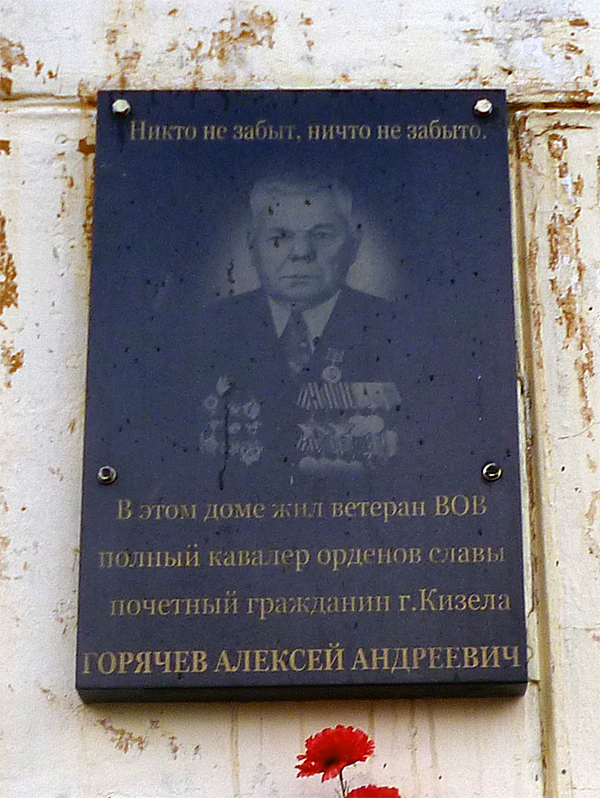 Никто не забыт, ничто не забыто.
В этом доме жил ветеран ВОВ
полный кавалер орденов славы
почетный гражданин г.Кизела
ГОРЯЧЕВ АЛЕКСЕЙ АНДРЕЕВИЧ